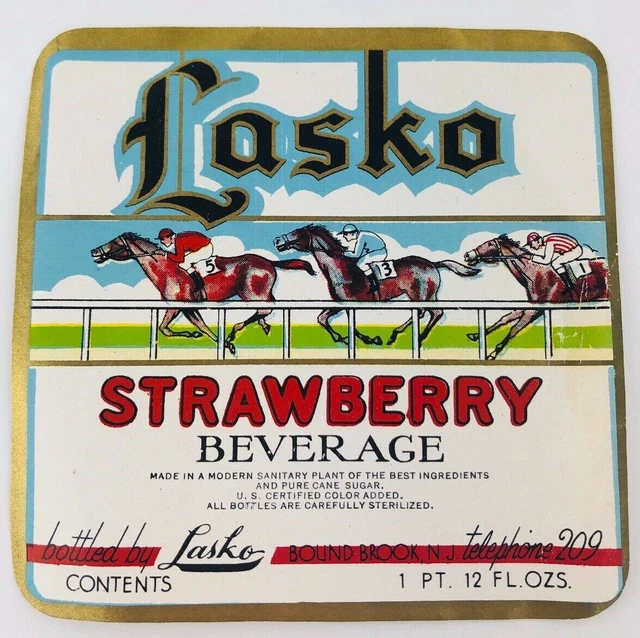 Lasko
5
3
1
STRAWBERRY
BEVERAGE
MADE IN A MODERN SANITARY PLANT OF THE BEST INGREDIENTS
AND PURE CANE SUGAR.
U.S. CERTIFIED COLOR ADDED.
ALL BOTTLES ARE CAREFULLY STERILIZED.
bottled by Lasko BOUND BROOK, N.J. telephone 209
CONTENTS 1 PT. 12 FL.OZS.